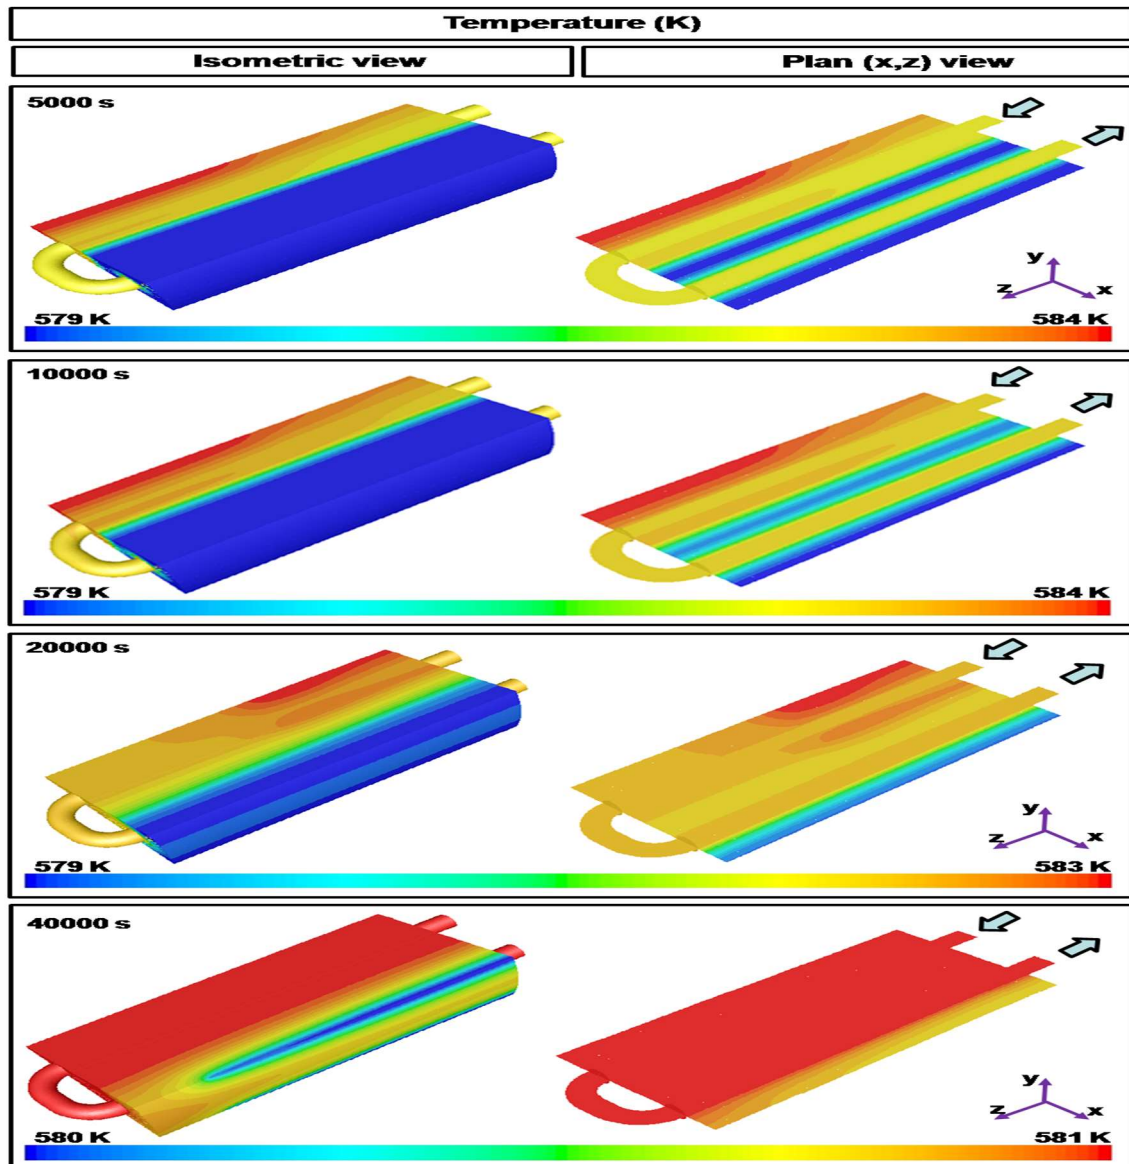 Temperature (K)
Isometric view
Plan (x,z) view
5000 s
y
z
x
579 K
584 K
10000 s
579 K
584 K
20000 s
y
z
x
579 K
583 K
40000 s
y
z
x
580 K
581 K